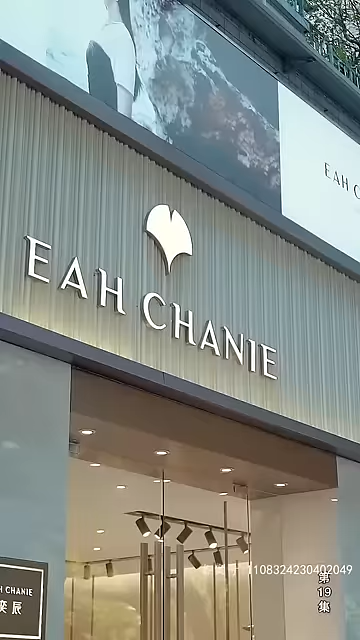 EAH C
EAH CHANIE
1108324230402049
第
19
集
H CHANIE
奕辰